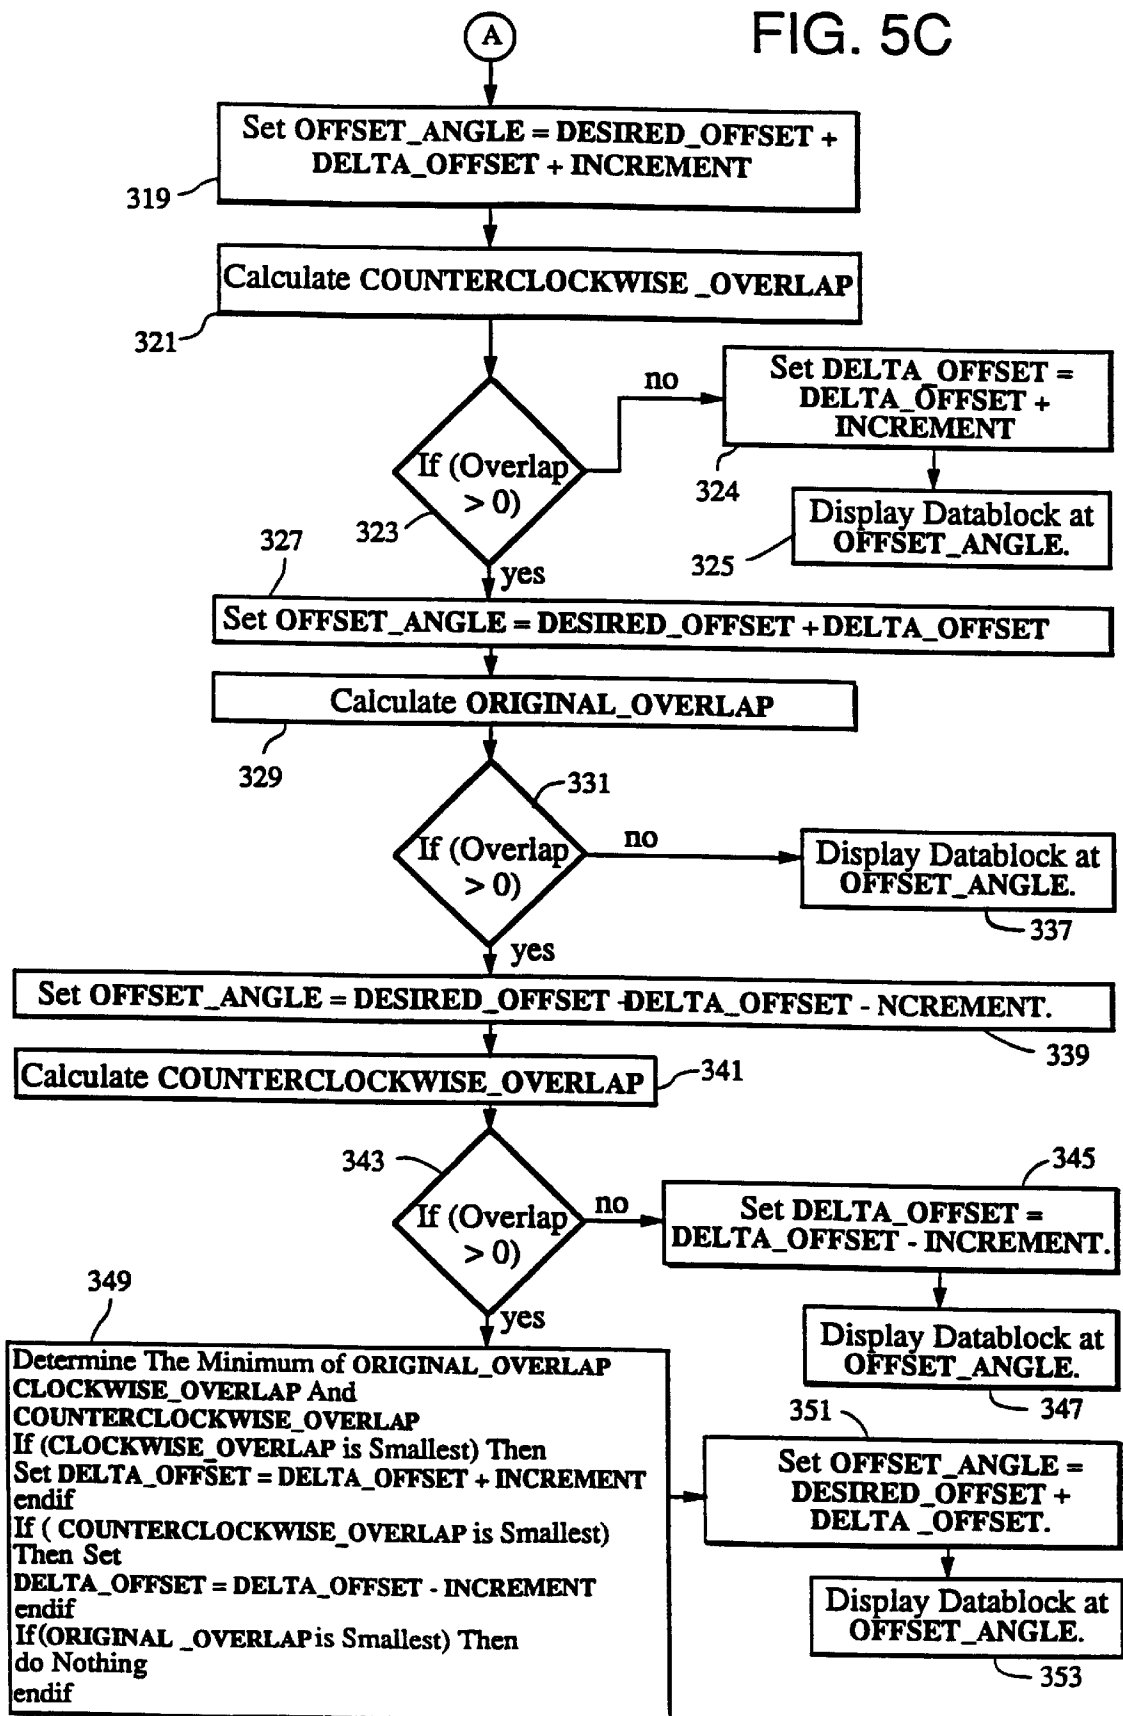 FIG. 5C
A
Set OFFSET_ANGLE = DESIRED_OFFSET +
DELTA_OFFSET + INCREMENT
319
Calculate COUNTERCLOCKWISE _OVERLAP
321
If (Overlap
> 0)
323
no
Set DELTA_OFFSET =
DELTA_OFFSET +
INCREMENT
324
Display Datablock at
OFFSET_ANGLE.
325
yes
327
Set OFFSET_ANGLE = DESIRED_OFFSET + DELTA_OFFSET
Calculate ORIGINAL_OVERLAP
329
331
If (Overlap
> 0)
no
Display Datablock at
OFFSET_ANGLE.
337
yes
Set OFFSET_ANGLE = DESIRED_OFFSET -DELTA_OFFSET - NCREMENT.
339
Calculate COUNTERCLOCKWISE_OVERLAP
341
343
If (Overlap
> 0)
no
345
Set DELTA_OFFSET =
DELTA_OFFSET - INCREMENT.
Display Datablock at
OFFSET_ANGLE.
347
yes
349
Determine The Minimum of ORIGINAL_OVERLAP
CLOCKWISE_OVERLAP And
COUNTERCLOCKWISE_OVERLAP
If (CLOCKWISE_OVERLAP is Smallest) Then
Set DELTA_OFFSET = DELTA_OFFSET + INCREMENT
endif
If ( COUNTERCLOCKWISE_OVERLAP is Smallest)
Then Set
DELTA_OFFSET = DELTA_OFFSET - INCREMENT
endif
If (ORIGINAL _OVERLAP is Smallest) Then
do Nothing
endif
351
Set OFFSET_ANGLE =
DESIRED_OFFSET +
DELTA _OFFSET.
Display Datablock at
OFFSET_ANGLE.
353